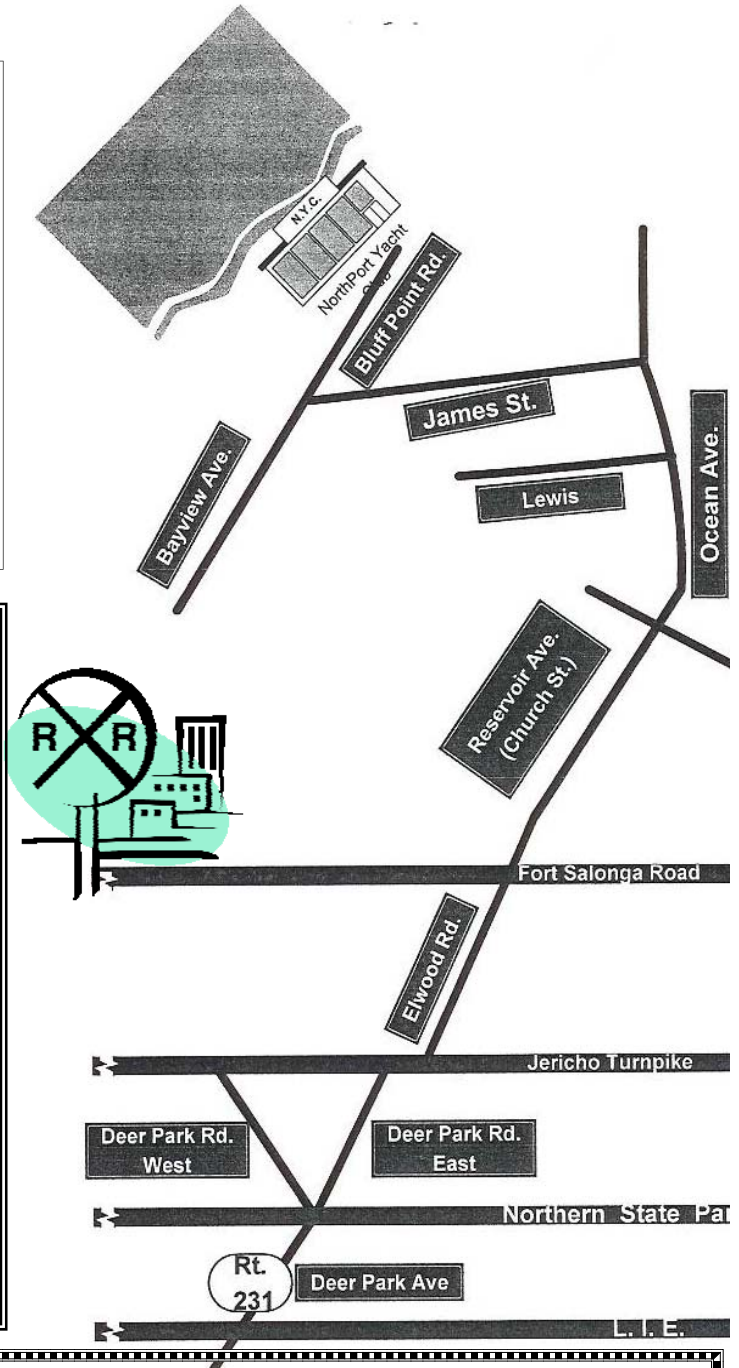 N.Y.C.
NorthPort Yacht
Bluff Point Rd.
James St.
Bayview Ave.
Lewis
Ocean Ave.
Reservoir Ave.
(Church St.)
R R
Fort Salonga Road
Elwood Rd.
Jericho Turnpike
Deer Park Rd.
West
Deer Park Rd.
East
Northern State Par
Rt.
231
Deer Park Ave
L. I. E.